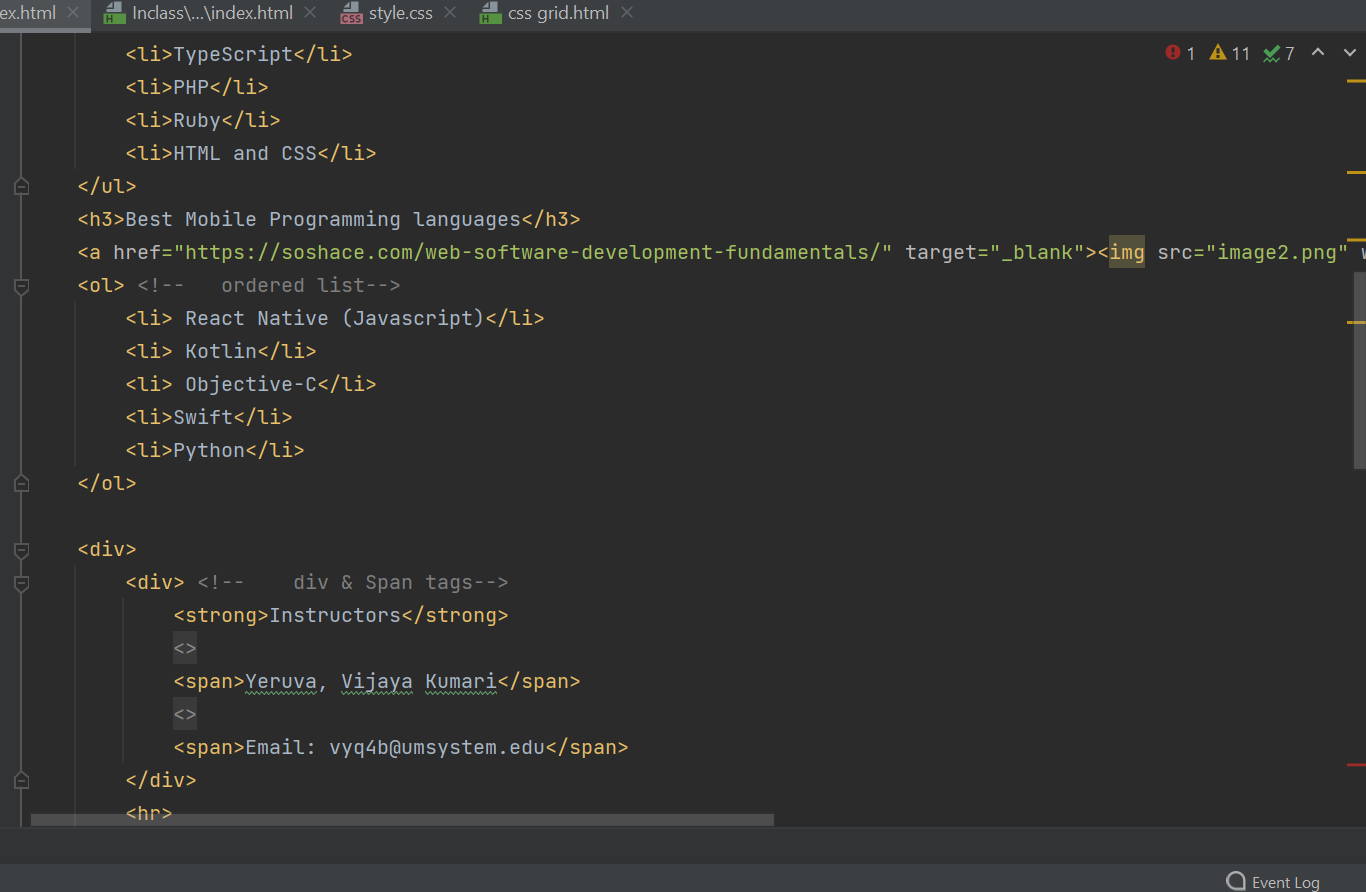 ex.html Inclass\...\index.html style.css css grid.html
<li>TypeScript</li>
1 11 7
<li>PHP</li>
<li>Ruby</li>
<li>HTML and CSS</li>
</ul>
<h3>Best Mobile Programming languages</h3>
<a href="https://soshace.com/web-software-development-fundamentals/" target="_blank"><img src="image2.png" w
<ol> <!--   ordered list-->
<li> React Native (Javascript)</li>
<li> Kotlin</li>
<li> Objective-C</li>
<li>Swift</li>
<li>Python</li>
</ol>
<div>
<div> <!--    div & Span tags-->
<strong>Instructors</strong>
<>
<span>Yeruva, Vijaya Kumari</span>
<>
<span>Email: vyq4b@umsystem.edu</span>
</div>
<hr>
Event Log